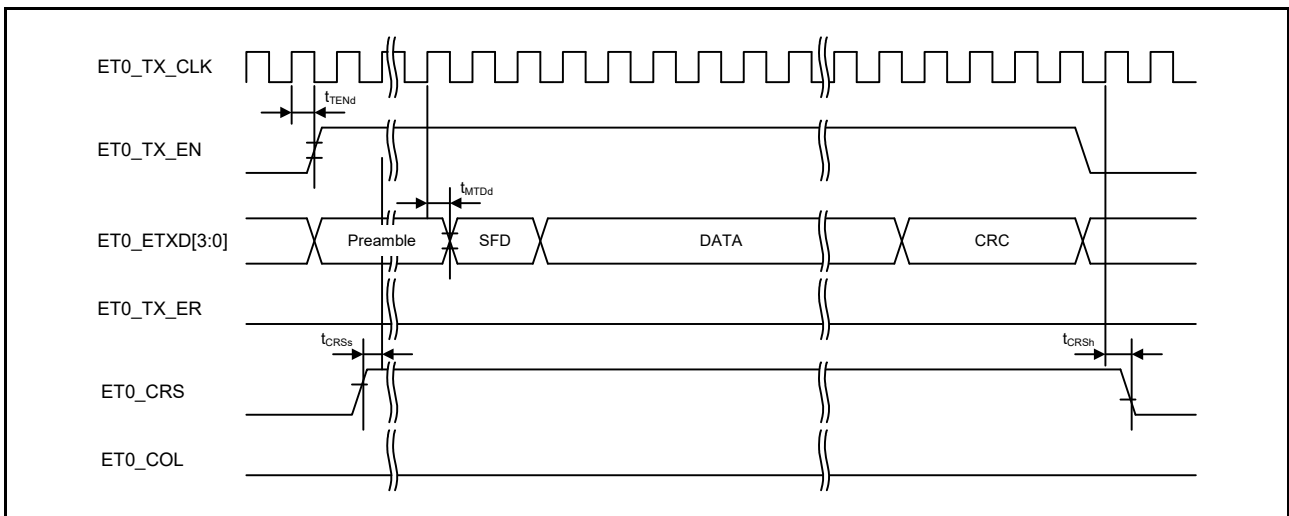 ET0_TX_CLK
tTENd
ET0_TX_EN
tMTDd
ET0_ETXD[3:0] Preamble SFD DATA CRC
ET0_TX_ER
tCRSs tCRSh
ET0_CRS
ET0_COL